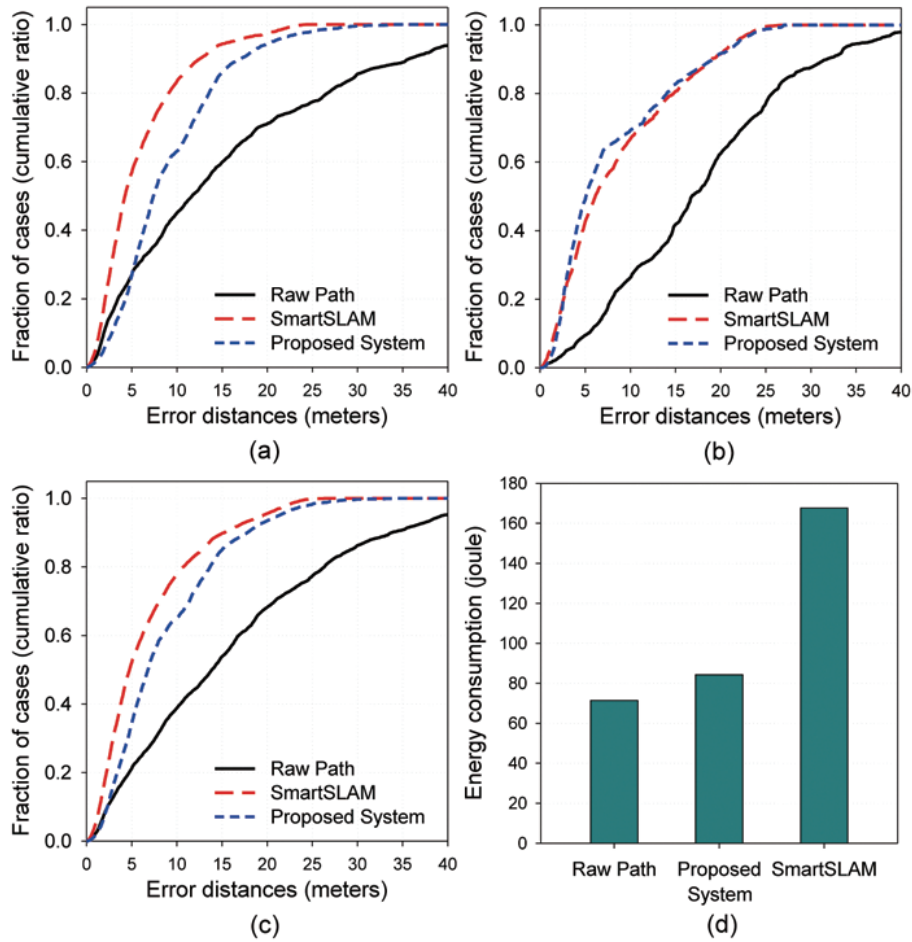 Fraction of cases (cumulative ratio)
1.0
0.8
0.6
0.4
0.2
0.0
Raw Path
SmartSLAM
Proposed System
0 5 10 15 20 25 30 35 40
Error distances (meters)
(a)
Fraction of cases (cumulative ratio)
1.0
0.8
0.6
0.4
0.2
0.0
Raw Path
SmartSLAM
Proposed System
0 5 10 15 20 25 30 35 40
Error distances (meters)
(b)
Fraction of cases (cumulative ratio)
1.0
0.8
0.6
0.4
0.2
0.0
Raw Path
SmartSLAM
Proposed System
0 5 10 15 20 25 30 35 40
Error distances (meters)
(c)
Energy consumption (joule)
180
160
140
120
100
80
60
40
20
0
Raw Path Proposed SmartSLAM
System
(d)